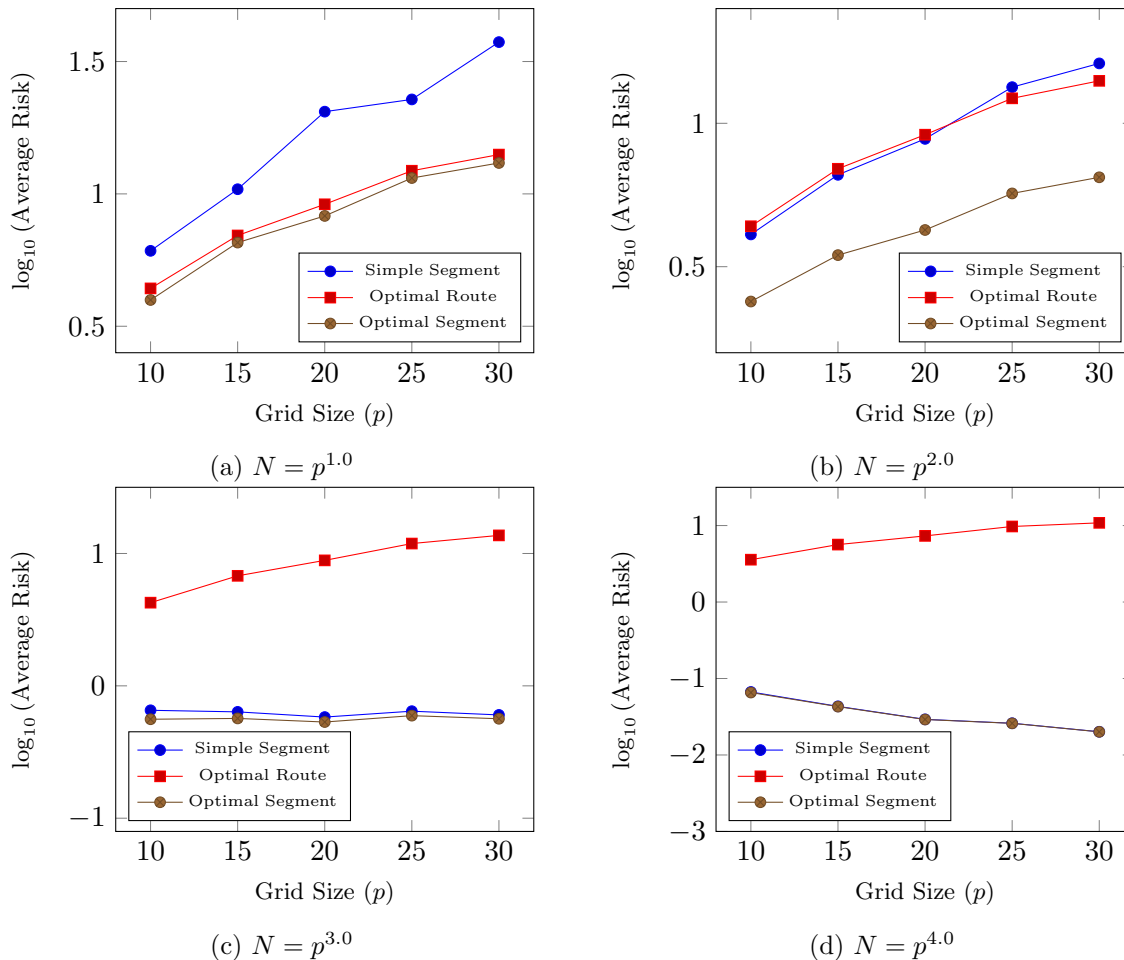 1.5
1
0.5
log₁₀ (Average Risk)
Simple Segment
Optimal Route
Optimal Segment
10 15 20 25 30
Grid Size (p)
(a) N = p^{1.0}
1
0.5
log₁₀ (Average Risk)
Simple Segment
Optimal Route
Optimal Segment
10 15 20 25 30
Grid Size (p)
(b) N = p^{2.0}
1
0
−1
log₁₀ (Average Risk)
Simple Segment
Optimal Route
Optimal Segment
10 15 20 25 30
Grid Size (p)
(c) N = p^{3.0}
1
0
−1
−2
−3
log₁₀ (Average Risk)
Simple Segment
Optimal Route
Optimal Segment
10 15 20 25 30
Grid Size (p)
(d) N = p^{4.0}